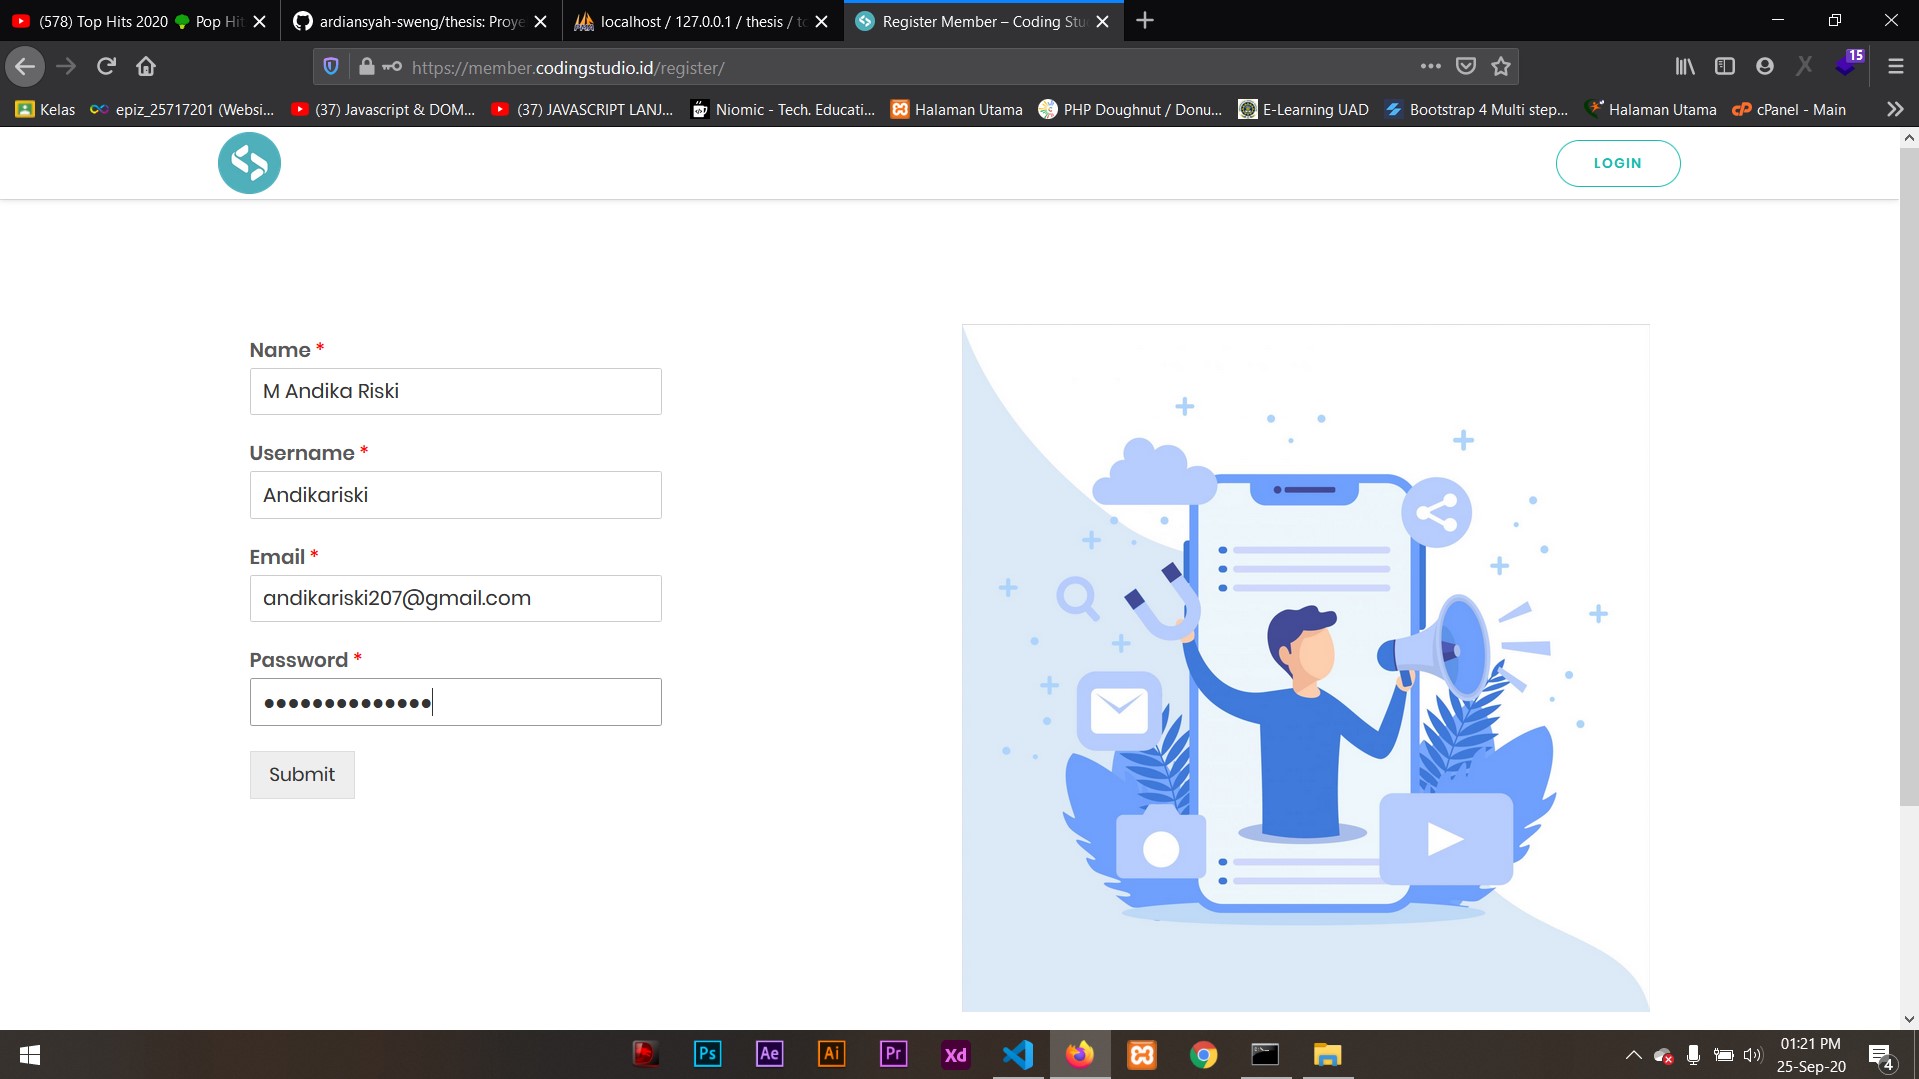 (578) Top Hits 2020 Pop Hit
ardiansyah-sweng/thesis: Proye
localhost / 127.0.0.1 / thesis / to
Register Member – Coding Stu
https://member.codingstudio.id/register/
15
Kelas
epiz_25717201 (Websi...
(37) Javascript & DOM...
(37) JAVASCRIPT LANJ...
Niomic - Tech. Educati...
Halaman Utama
PHP Doughnut / Donu...
E-Learning UAD
Bootstrap 4 Multi step...
Halaman Utama
cPanel - Main
LOGIN
Name *
M Andika Riski
Username *
Andikariski
Email *
andikariski207@gmail.com
Password *
●●●●●●●●●●●●●●
Submit
Ps
Ae
Ai
Pr
Xd
01:21 PM
25-Sep-20
4